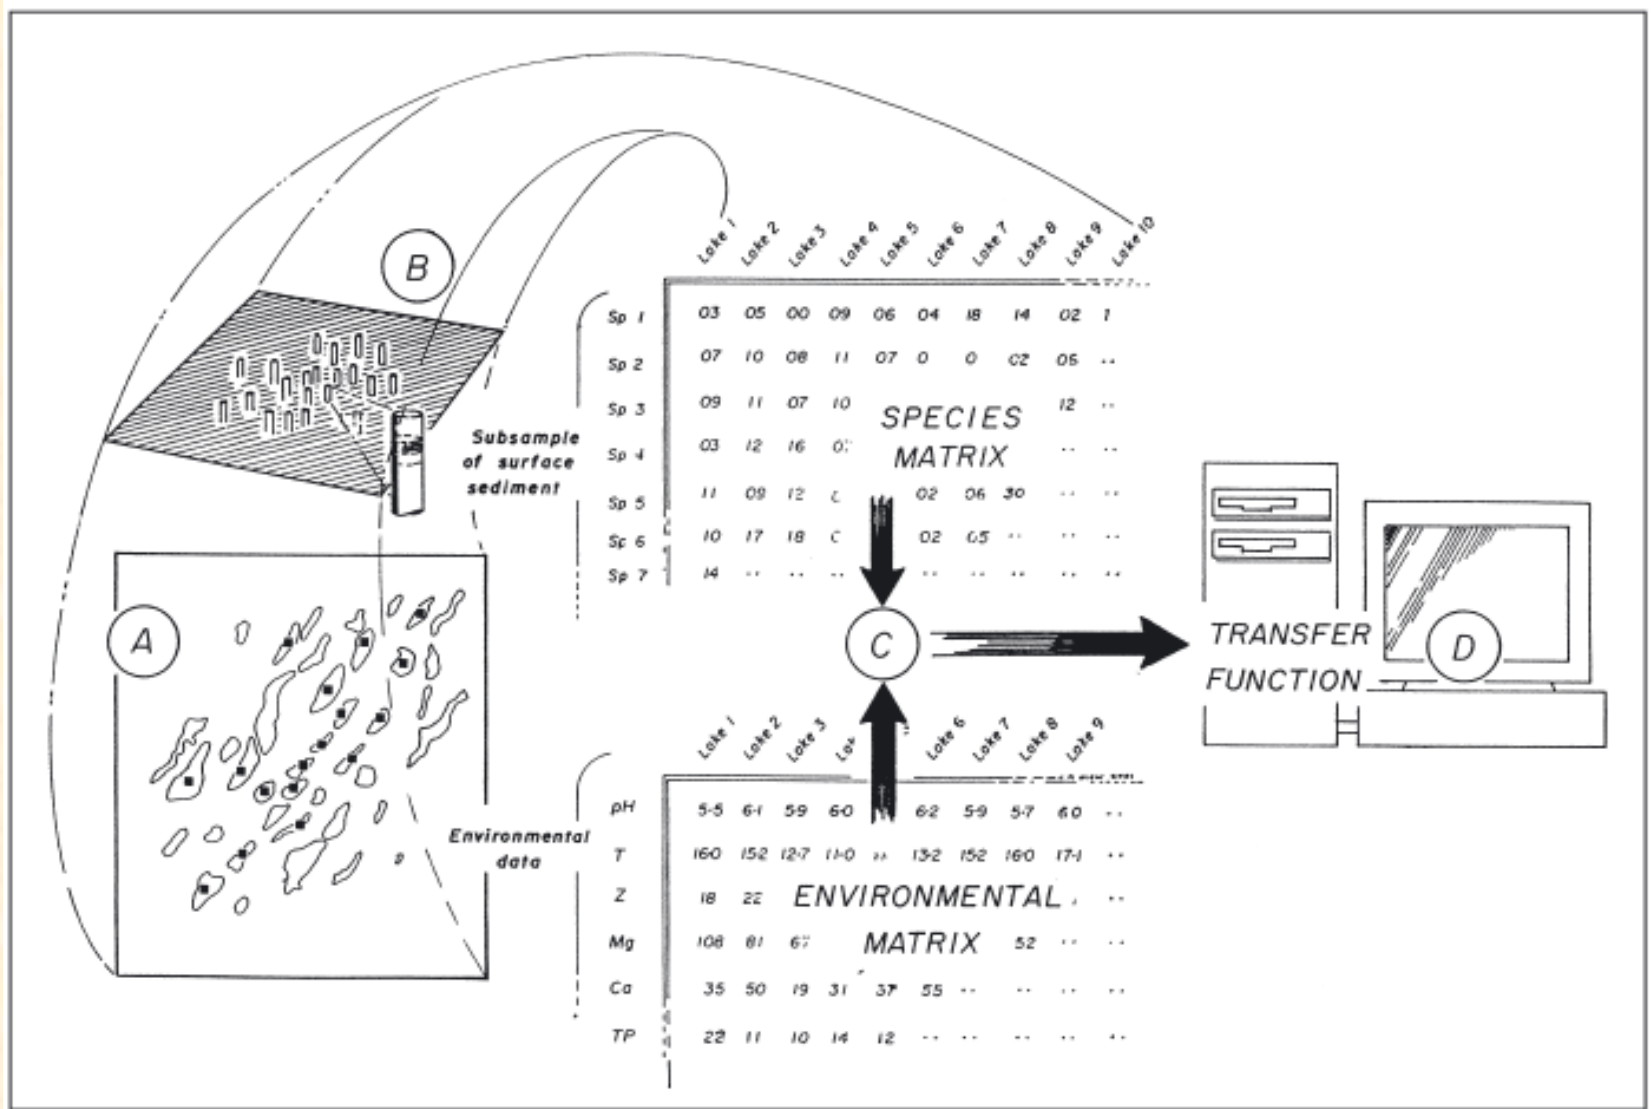 B
Lake 1 Lake 2 Lake 3 Lake 4 Lake 5 Lake 6 Lake 7 Lake 8 Lake 9 Lake 10
Sp 1 03 05 00 09 06 04 18 14 02 1
Sp 2 07 10 08 11 07 0 0 02 05 ..
Sp 3 09 11 07 10 12 ..
SPECIES
MATRIX
Subsample
of surface
sediment
Sp 4 03 12 16 .. ..
Sp 5 11 09 12 02 06 30 .. ..
Sp 6 10 17 18 02 05 .. .. ..
Sp 7 14 .. .. .. .. .. .. .. ..
A
C
TRANSFER
FUNCTION
D
Lake 1 Lake 2 Lake 3 Lake 6 Lake 7 Lake 8 Lake 9
pH 5·5 6·1 5·9 6·0 6·2 5·9 5·7 6·0 ..
Environmental
data
T 16·0 15·2 12·7 11·0 13·2 15·2 16·0 17·1 ..
Z 18 22 ..
ENVIRONMENTAL
MATRIX
Mg 108 81 52 .. ..
Ca 35 50 19 31 37 55 .. .. .. ..
TP 22 11 10 14 12 .. .. .. .. ..